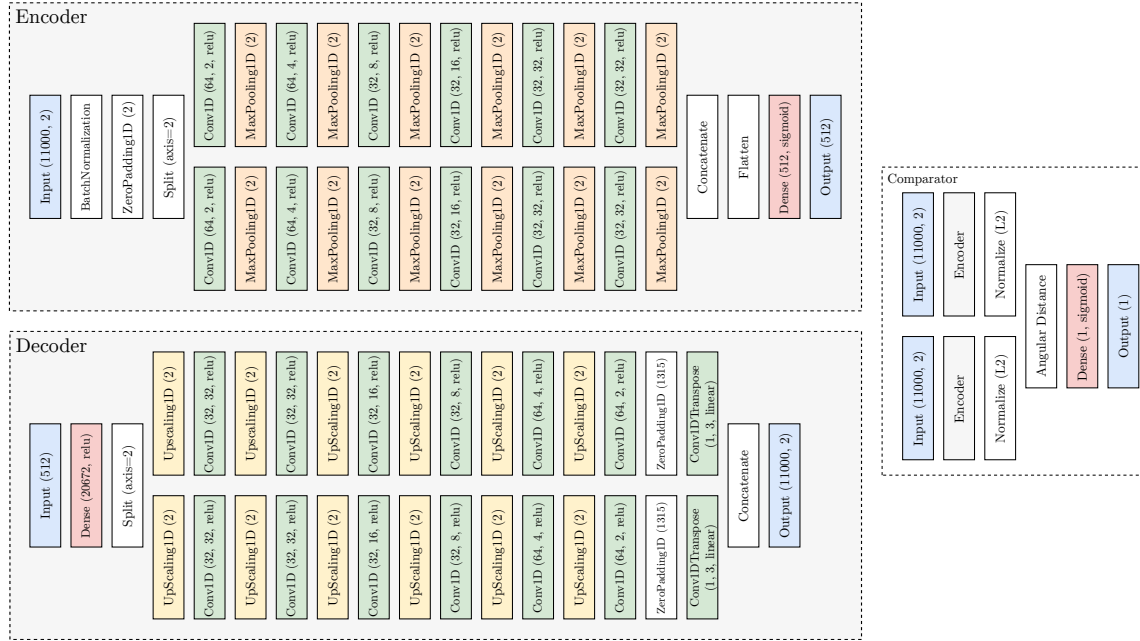 Encoder
Input (11000, 2)
BatchNormalization
ZeroPadding1D (2)
Split (axis=2)
Conv1D (64, 2, relu)
MaxPooling1D (2)
Conv1D (64, 4, relu)
MaxPooling1D (2)
Conv1D (32, 8, relu)
MaxPooling1D (2)
Conv1D (32, 16, relu)
MaxPooling1D (2)
Conv1D (32, 32, relu)
MaxPooling1D (2)
Conv1D (32, 32, relu)
MaxPooling1D (2)
Conv1D (64, 2, relu)
MaxPooling1D (2)
Conv1D (64, 4, relu)
MaxPooling1D (2)
Conv1D (32, 8, relu)
MaxPooling1D (2)
Conv1D (32, 16, relu)
MaxPooling1D (2)
Conv1D (32, 32, relu)
MaxPooling1D (2)
Conv1D (32, 32, relu)
MaxPooling1D (2)
Concatenate
Flatten
Dense (512, sigmoid)
Output (512)
Decoder
Input (512)
Dense (20672, relu)
Split (axis=2)
Upscaling1D (2)
Conv1D (32, 32, relu)
Upscaling1D (2)
Conv1D (32, 32, relu)
UpScaling1D (2)
Conv1D (32, 16, relu)
UpScaling1D (2)
Conv1D (32, 8, relu)
UpScaling1D (2)
Conv1D (64, 4, relu)
UpScaling1D (2)
Conv1D (64, 2, relu)
ZeroPadding1D (1315)
Conv1DTranspose
(1, 3, linear)
UpScaling1D (2)
Conv1D (32, 32, relu)
UpScaling1D (2)
Conv1D (32, 32, relu)
UpScaling1D (2)
Conv1D (32, 16, relu)
UpScaling1D (2)
Conv1D (32, 8, relu)
UpScaling1D (2)
Conv1D (64, 4, relu)
UpScaling1D (2)
Conv1D (64, 2, relu)
ZeroPadding1D (1315)
Conv1DTranspose
(1, 3, linear)
Concatenate
Output (11000, 2)
Comparator
Input (11000, 2)
Encoder
Normalize (L2)
Input (11000, 2)
Encoder
Normalize (L2)
Angular Distance
Dense (1, sigmoid)
Output (1)